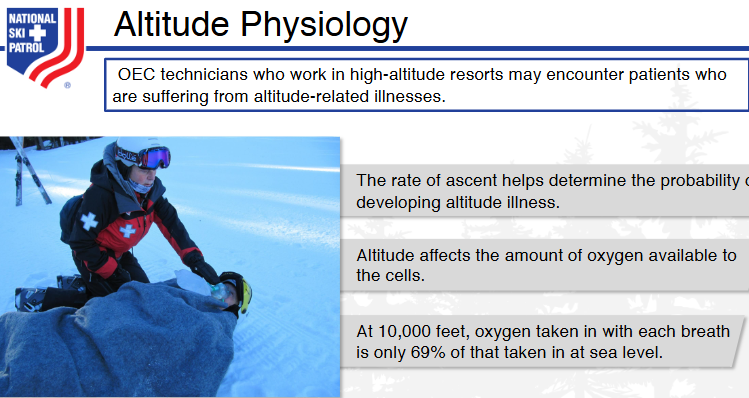 NATIONAL
SKI
PATROL
®
Altitude Physiology
OEC technicians who work in high-altitude resorts may encounter patients who
are suffering from altitude-related illnesses.
The rate of ascent helps determine the probability
developing altitude illness.
Altitude affects the amount of oxygen available to
the cells.
At 10,000 feet, oxygen taken in with each breath
is only 69% of that taken in at sea level.